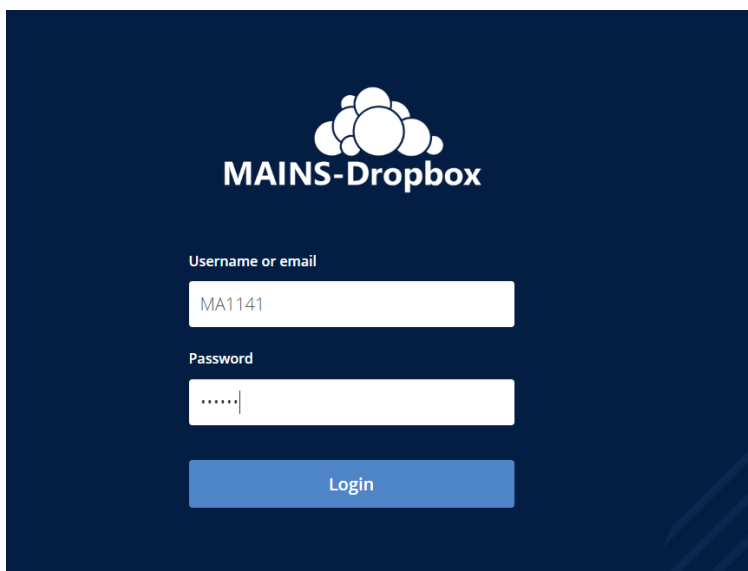 MAINS-Dropbox
Username or email
MA1141
Password
••••••
Login